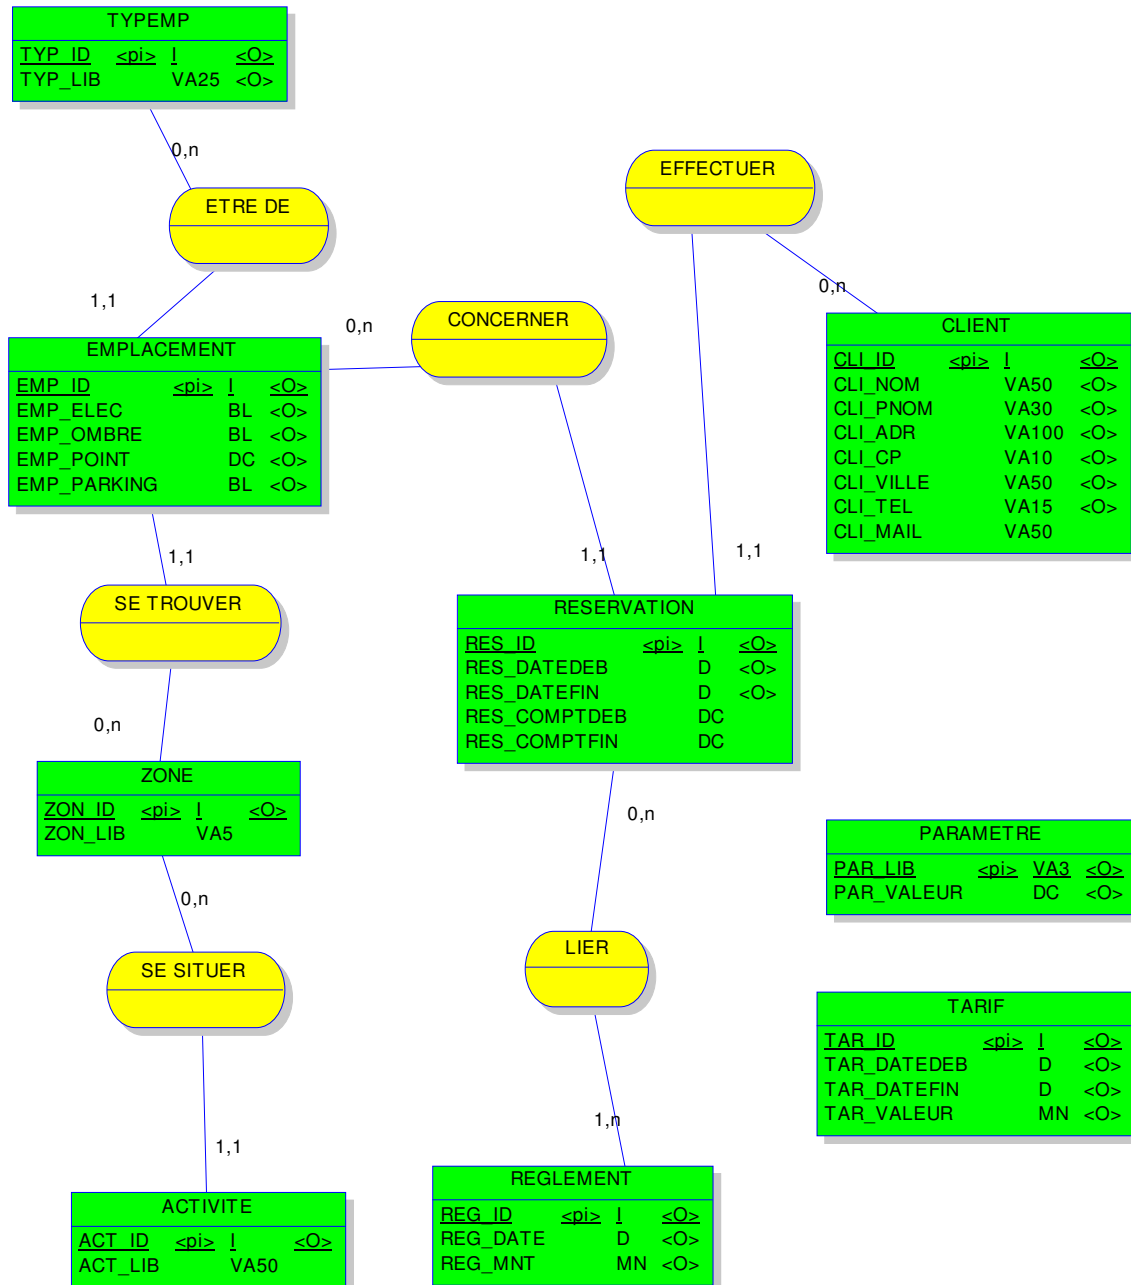 TYPEMP
TYP_ID <pi> I <O>
TYP_LIB VA25 <O>
0,n
ETRE DE
1,1
EFFECTUER
0,n
1,1
CONCERNER
0,n
1,1
EMPLACEMENT
EMP_ID <pi> I <O>
EMP_ELEC BL <O>
EMP_OMBRE BL <O>
EMP_POINT DC <O>
EMP_PARKING BL <O>
CLIENT
CLI_ID <pi> I <O>
CLI_NOM VA50 <O>
CLI_PNOM VA30 <O>
CLI_ADR VA100 <O>
CLI_CP VA10 <O>
CLI_VILLE VA50 <O>
CLI_TEL VA15 <O>
CLI_MAIL VA50
1,1
SE TROUVER
0,n
RESERVATION
RES_ID <pi> I <O>
RES_DATEDEB D <O>
RES_DATEFIN D <O>
RES_COMPTDEB DC
RES_COMPTFIN DC
ZONE
ZON_ID <pi> I <O>
ZON_LIB VA5
0,n
SE SITUER
1,1
0,n
LIER
1,n
PARAMETRE
PAR_LIB <pi> VA3 <O>
PAR_VALEUR DC <O>
TARIF
TAR_ID <pi> I <O>
TAR_DATEDEB D <O>
TAR_DATEFIN D <O>
TAR_VALEUR MN <O>
ACTIVITE
ACT_ID <pi> I <O>
ACT_LIB VA50
REGLEMENT
REG_ID <pi> I <O>
REG_DATE D <O>
REG_MNT MN <O>